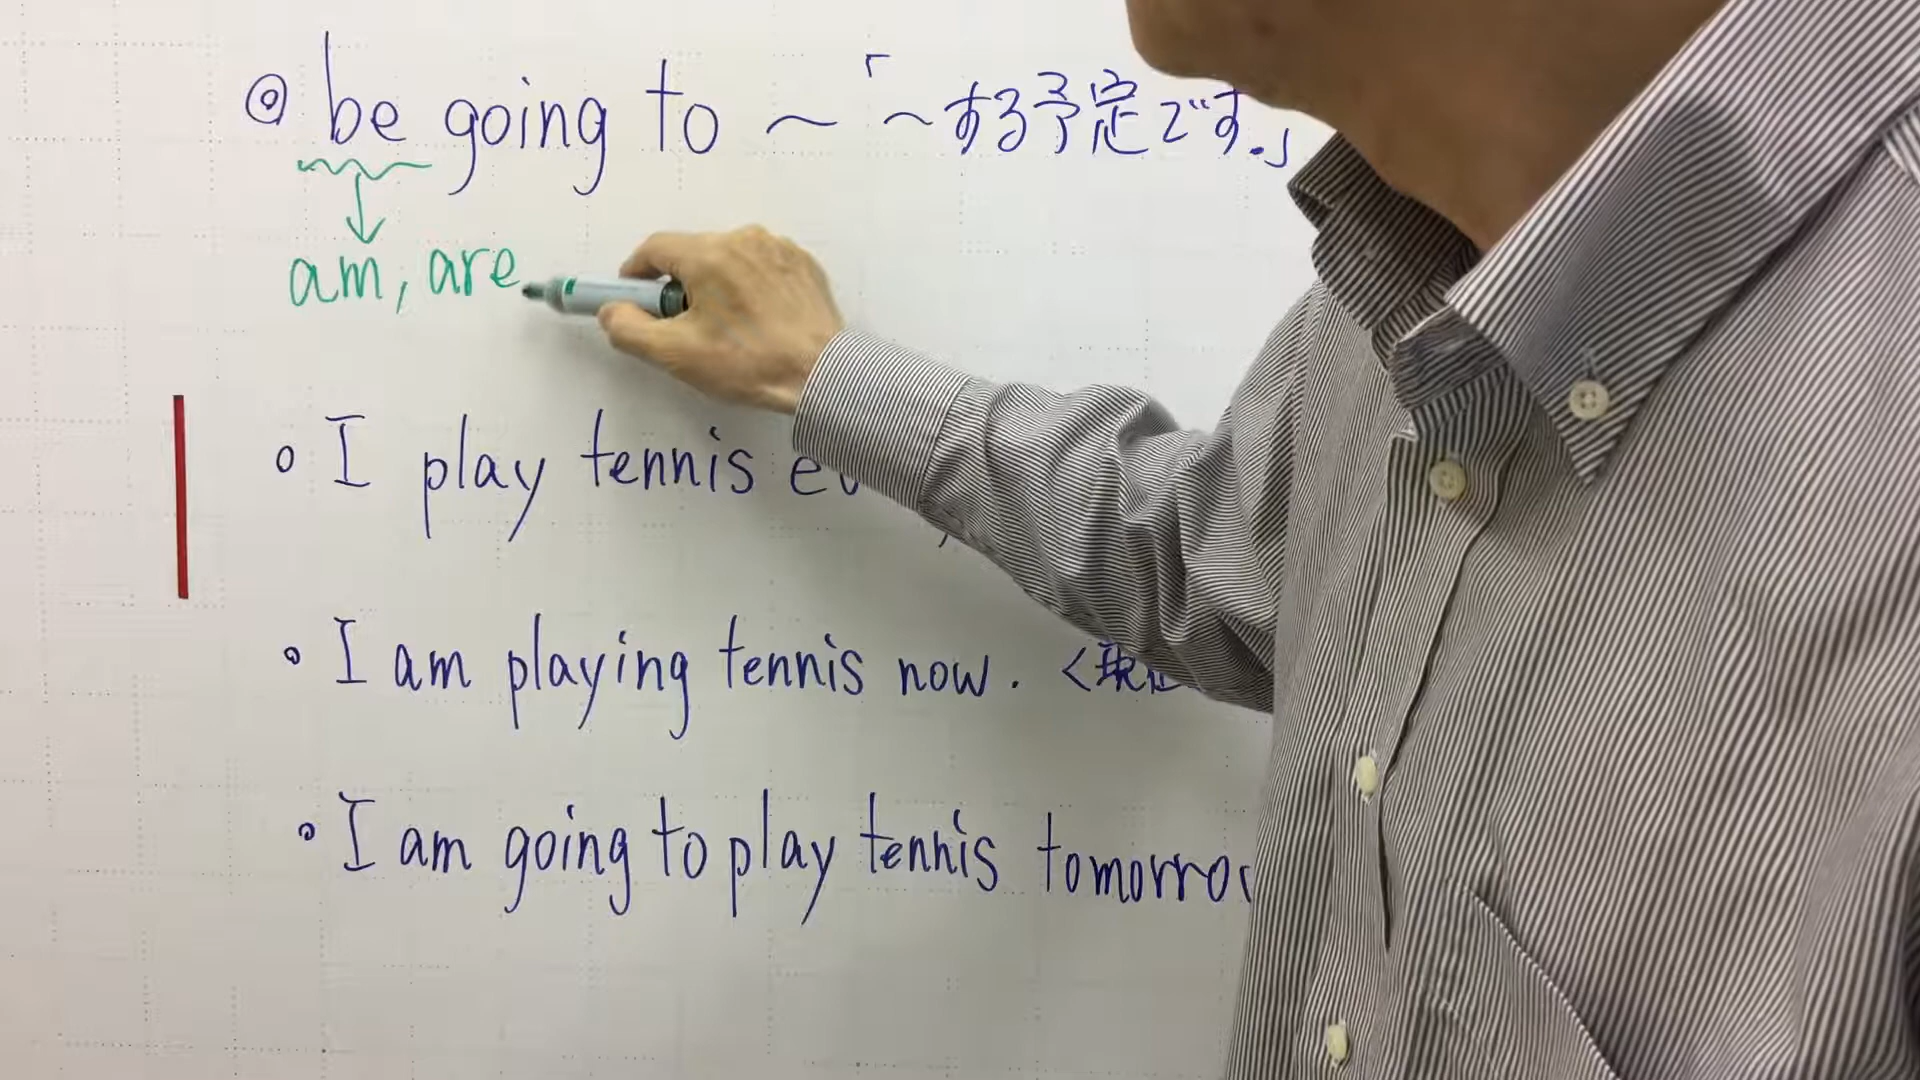 ◎ be going to ～「～する予定です。」
am, are
○ I play tennis
○ I am playing tennis now. <現
○ I am going to play tennis